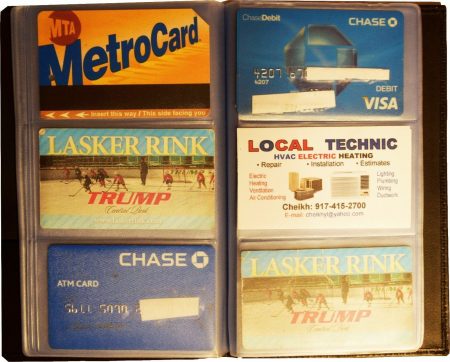 MTA
MetroCard
Insert this way / This side facing you
LASKER RINK
TRUMP
Central Park
CHASE
ATM CARD
ChaseDebit
CHASE
4207
4207
DEBIT
VISA
LOCAL TECHNIC
HVAC ELECTRIC HEATING
• Repair • Installation • Estimates
Electric
Heating
Ventilation
Air Conditioning
Lighting
Plumbing
Wiring
Ductwork
Cheikh: 917-415-2700
LASKER RINK
TRUMP
Central Park